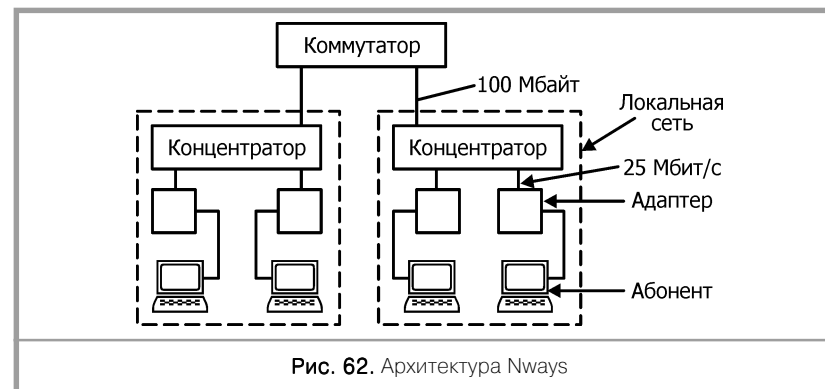 Коммутатор
100 Мбайт
Локальная
сеть
Концентратор
Концентратор
25 Мбит/с
Адаптер
Абонент
Рис. 62. Архитектура Nways